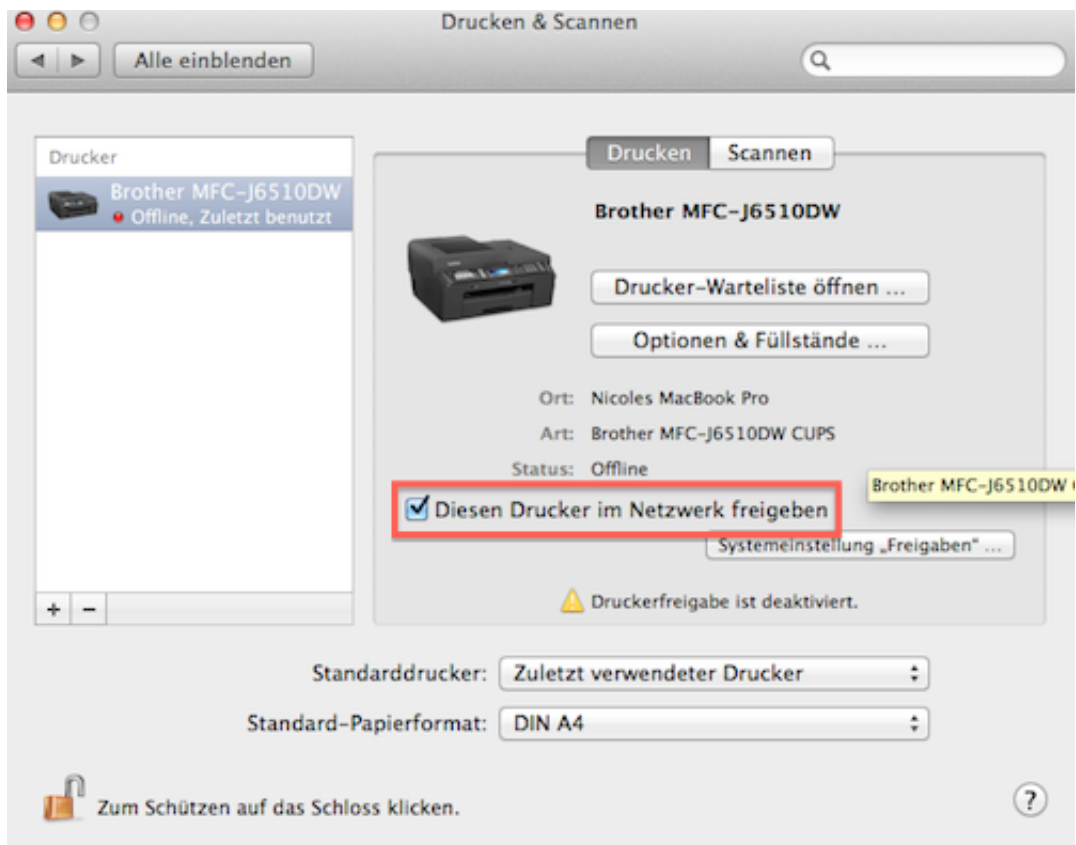 Drucken & Scannen
Alle einblenden
Drucker
Brother MFC-J6510DW
Offline, Zuletzt benutzt
Drucken Scannen
Brother MFC-J6510DW
Drucker-Warteliste öffnen ...
Optionen & Füllstände ...
Ort: Nicoles MacBook Pro
Art: Brother MFC-J6510DW CUPS
Status: Offline
Brother MFC-J6510DW
Diesen Drucker im Netzwerk freigeben
Systemeinstellung „Freigaben“ ...
Druckerfreigabe ist deaktiviert.
+ −
Standarddrucker: Zuletzt verwendeter Drucker
Standard-Papierformat: DIN A4
Zum Schützen auf das Schloss klicken.
?